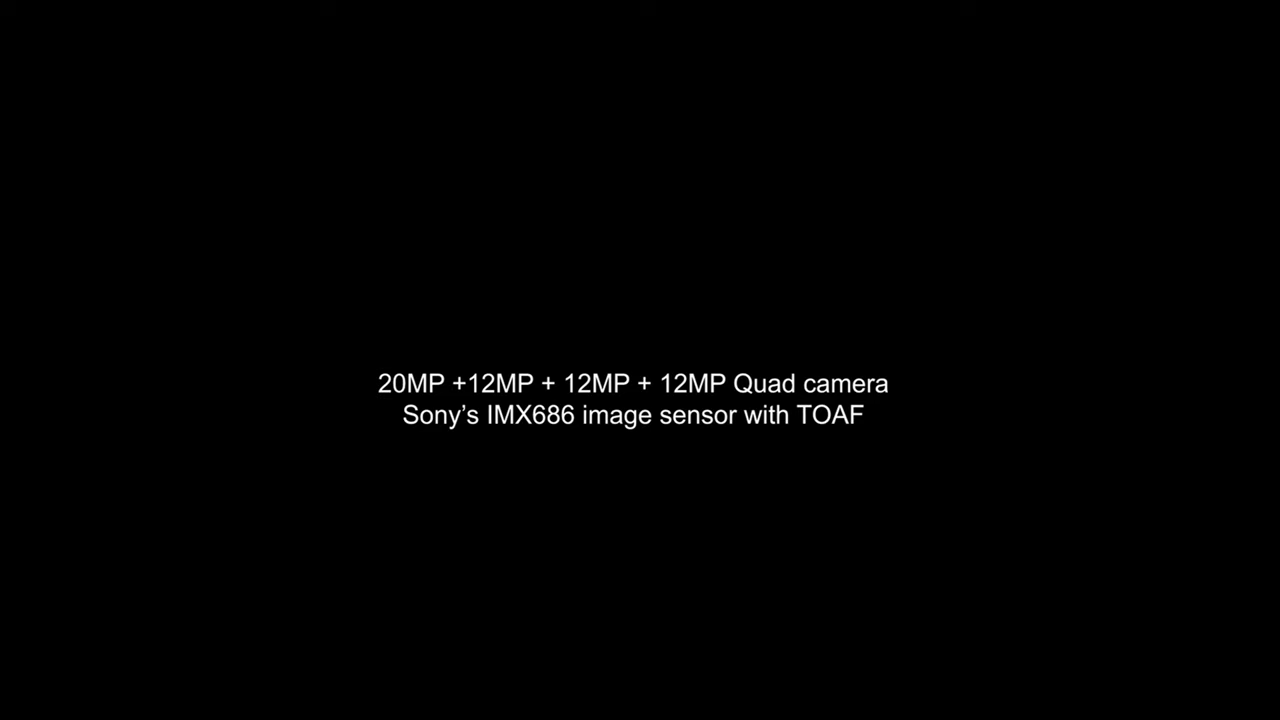 20MP +12MP + 12MP + 12MP Quad camera
Sony’s IMX686 image sensor with TOAF